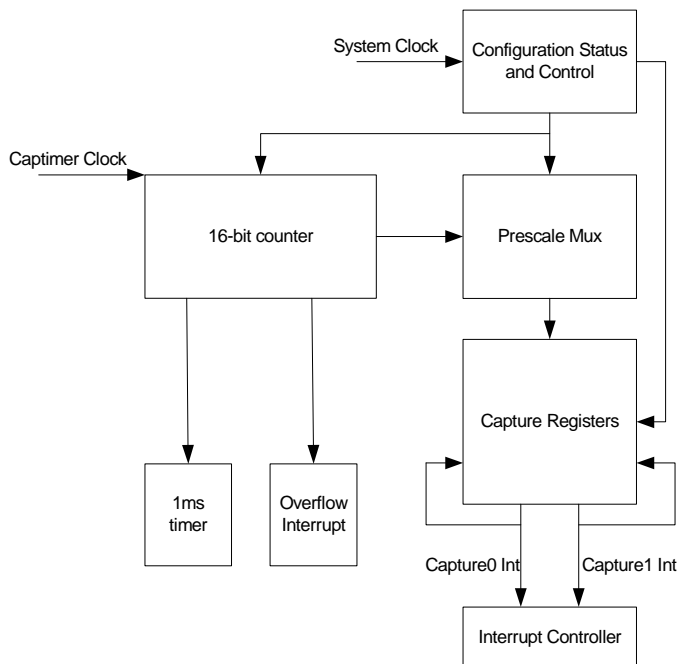 System Clock
Configuration Status
and Control
Captimer Clock
16-bit counter
Prescale Mux
Capture Registers
1ms
timer
Overflow
Interrupt
Capture0 Int
Capture1 Int
Interrupt Controller